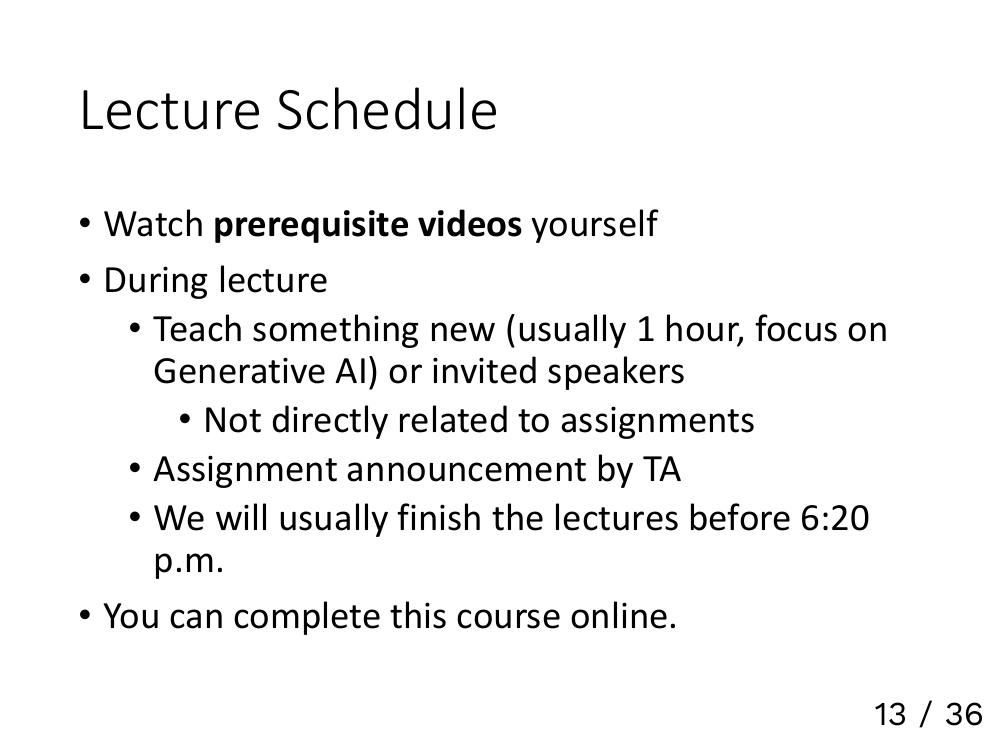 Lecture Schedule
• Watch prerequisite videos yourself
• During lecture
• Teach something new (usually 1 hour, focus on
Generative AI) or invited speakers
• Not directly related to assignments
• Assignment announcement by TA
• We will usually finish the lectures before 6:20
p.m.
• You can complete this course online.
13 / 36